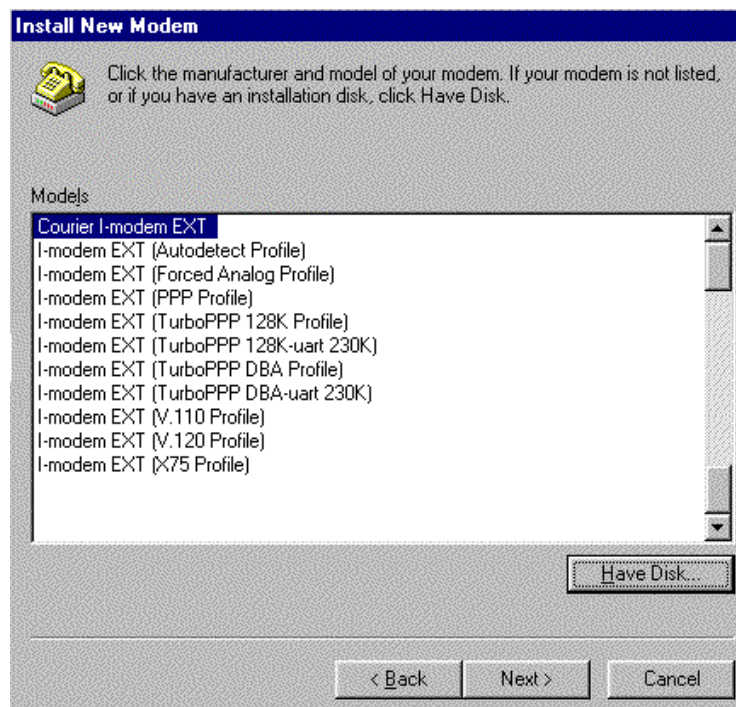 Install New Modem
Click the manufacturer and model of your modem. If your modem is not listed,
or if you have an installation disk, click Have Disk.
Models
Courier I-modem EXT
I-modem EXT (Autodetect Profile)
I-modem EXT (Forced Analog Profile)
I-modem EXT (PPP Profile)
I-modem EXT (TurboPPP 128K Profile)
I-modem EXT (TurboPPP 128K-uart 230K)
I-modem EXT (TurboPPP DBA Profile)
I-modem EXT (TurboPPP DBA-uart 230K)
I-modem EXT (V.110 Profile)
I-modem EXT (V.120 Profile)
I-modem EXT (X75 Profile)
Have Disk...
< Back Next > Cancel